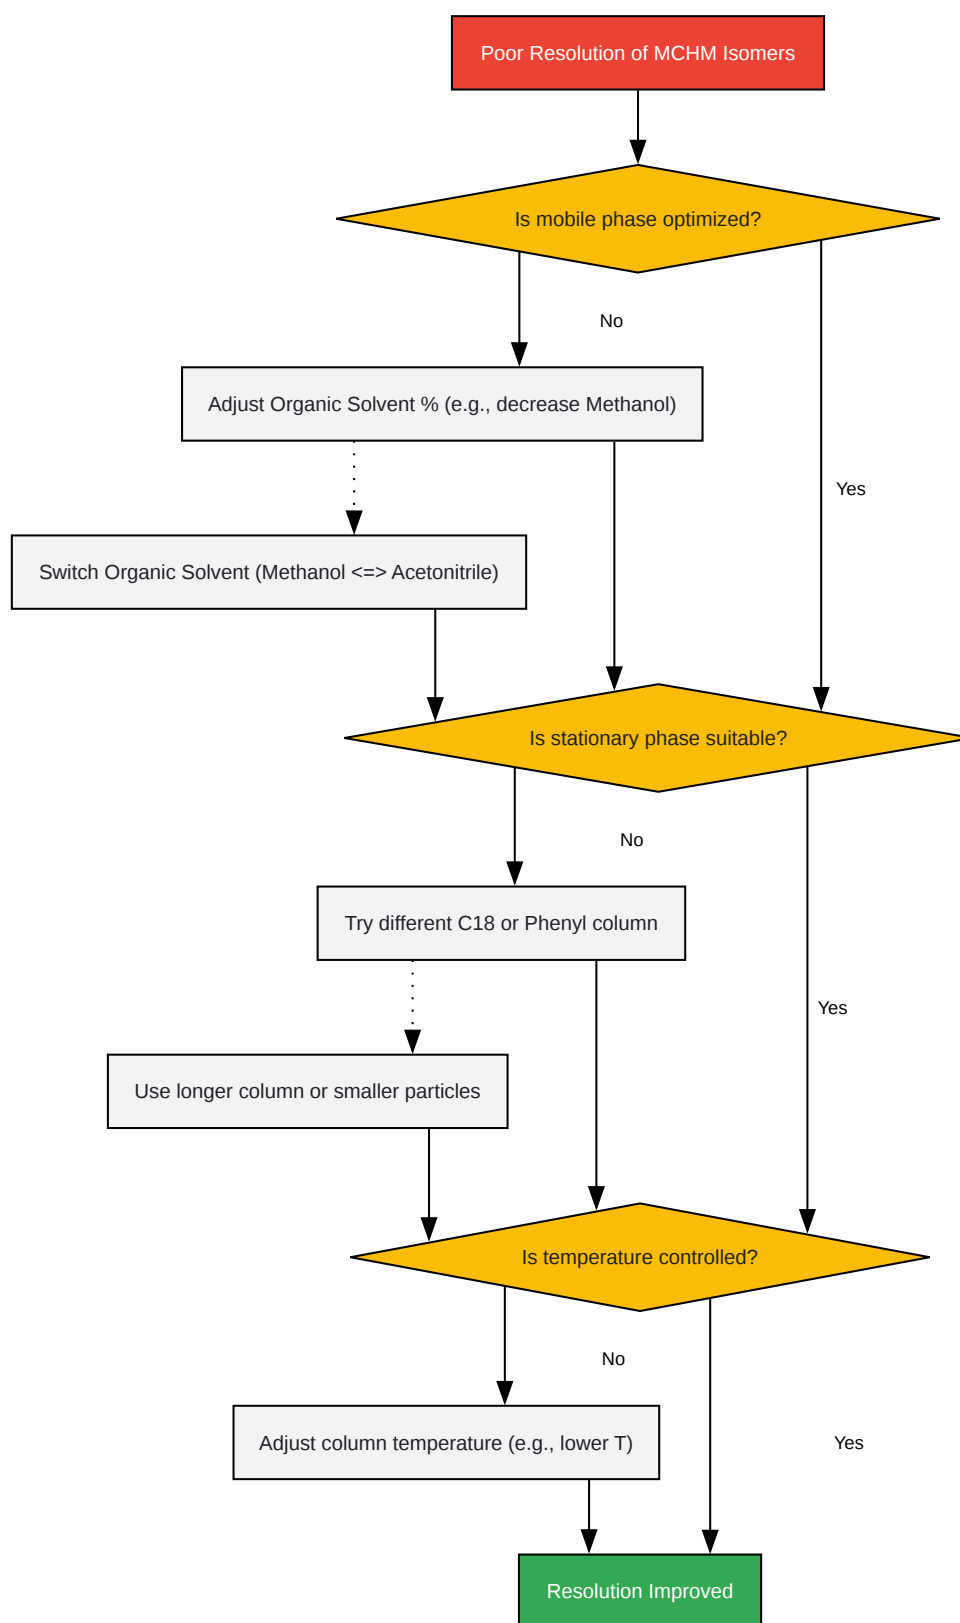 Poor Resolution of MCHM Isomers
Is mobile phase optimized?
No
Adjust Organic Solvent % (e.g., decrease Methanol)
Yes
Switch Organic Solvent (Methanol <=> Acetonitrile)
Is stationary phase suitable?
No
Try different C18 or Phenyl column
Yes
Use longer column or smaller particles
Is temperature controlled?
No
Adjust column temperature (e.g., lower T)
Yes
Resolution Improved